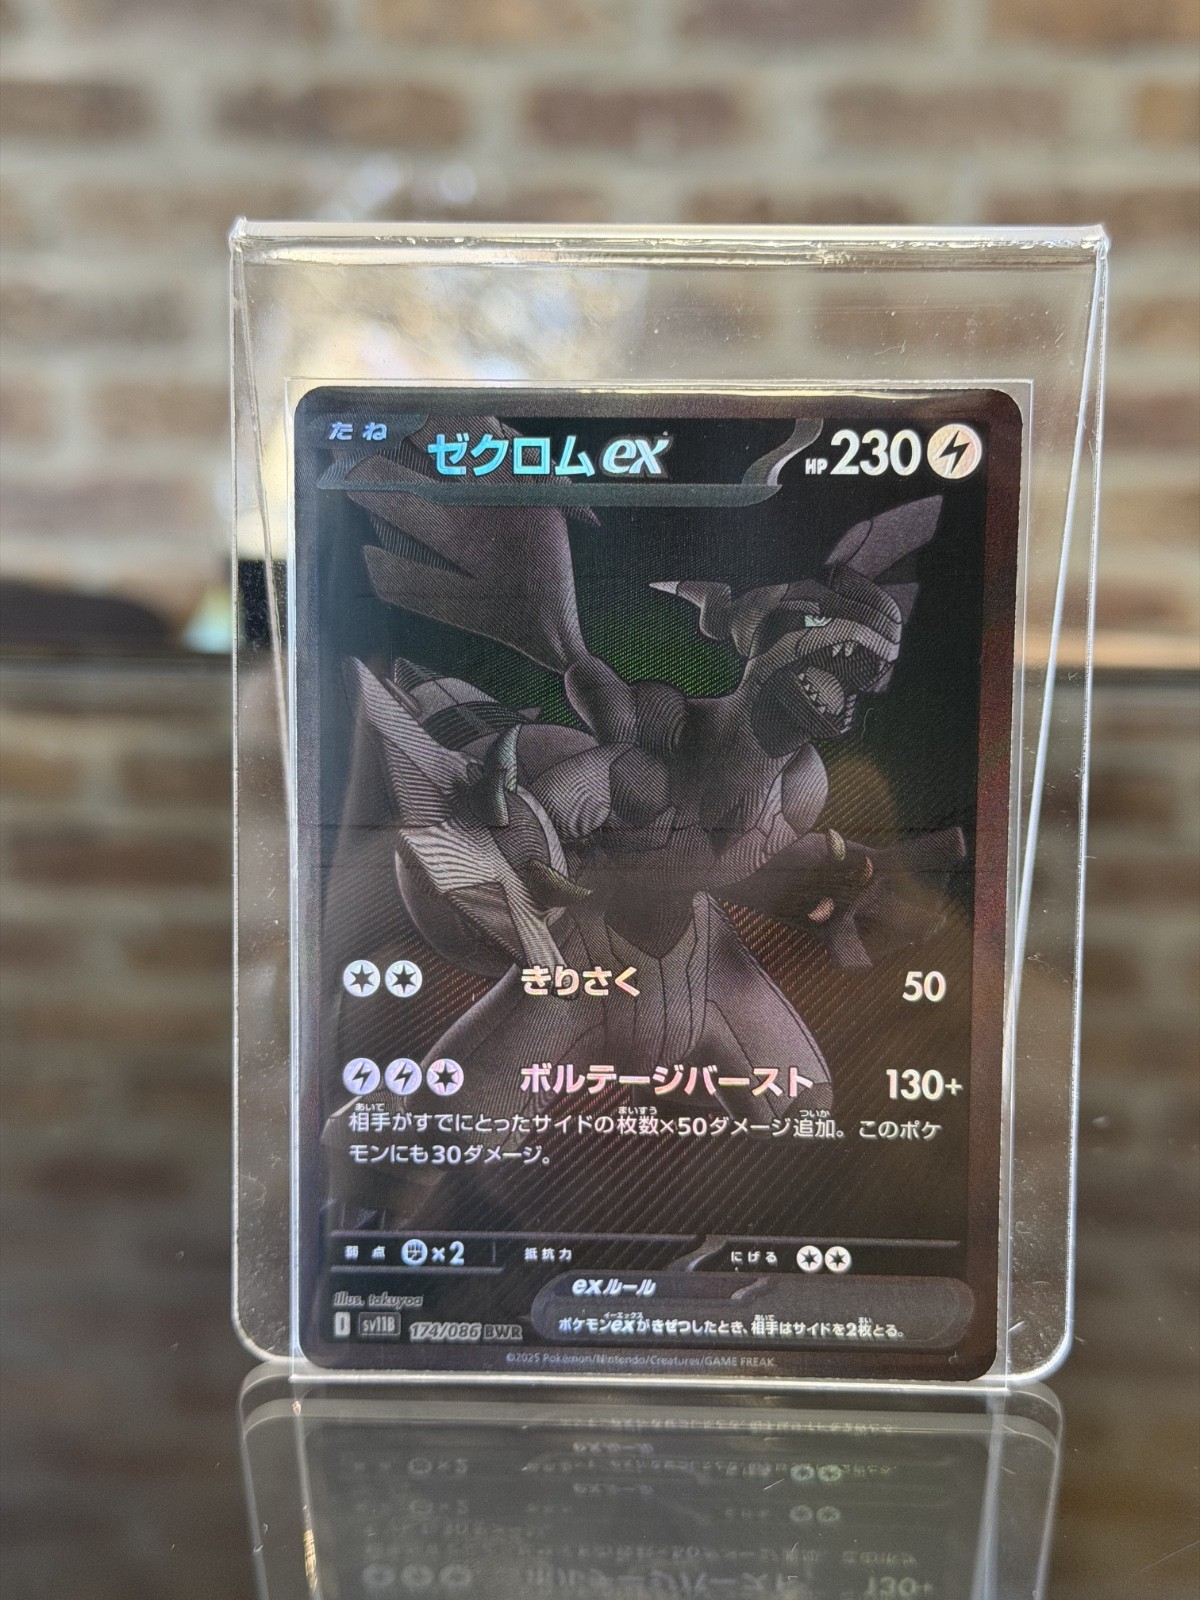 たね ゼクロムex HP230
きりさく 50
ボルテージバースト 130+
相手がすでにとったサイドの枚数×50ダメージ追加。このポケ
モンにも30ダメージ。
弱点 ×2 抵抗力 にげる
exルール
ポケモンexがきぜつしたとき、相手はサイドを2枚とる。
Illus. takuyoa
I sv11B 174/086 BWR
©2025 Pokémon/Nintendo/Creatures/GAME FREAK